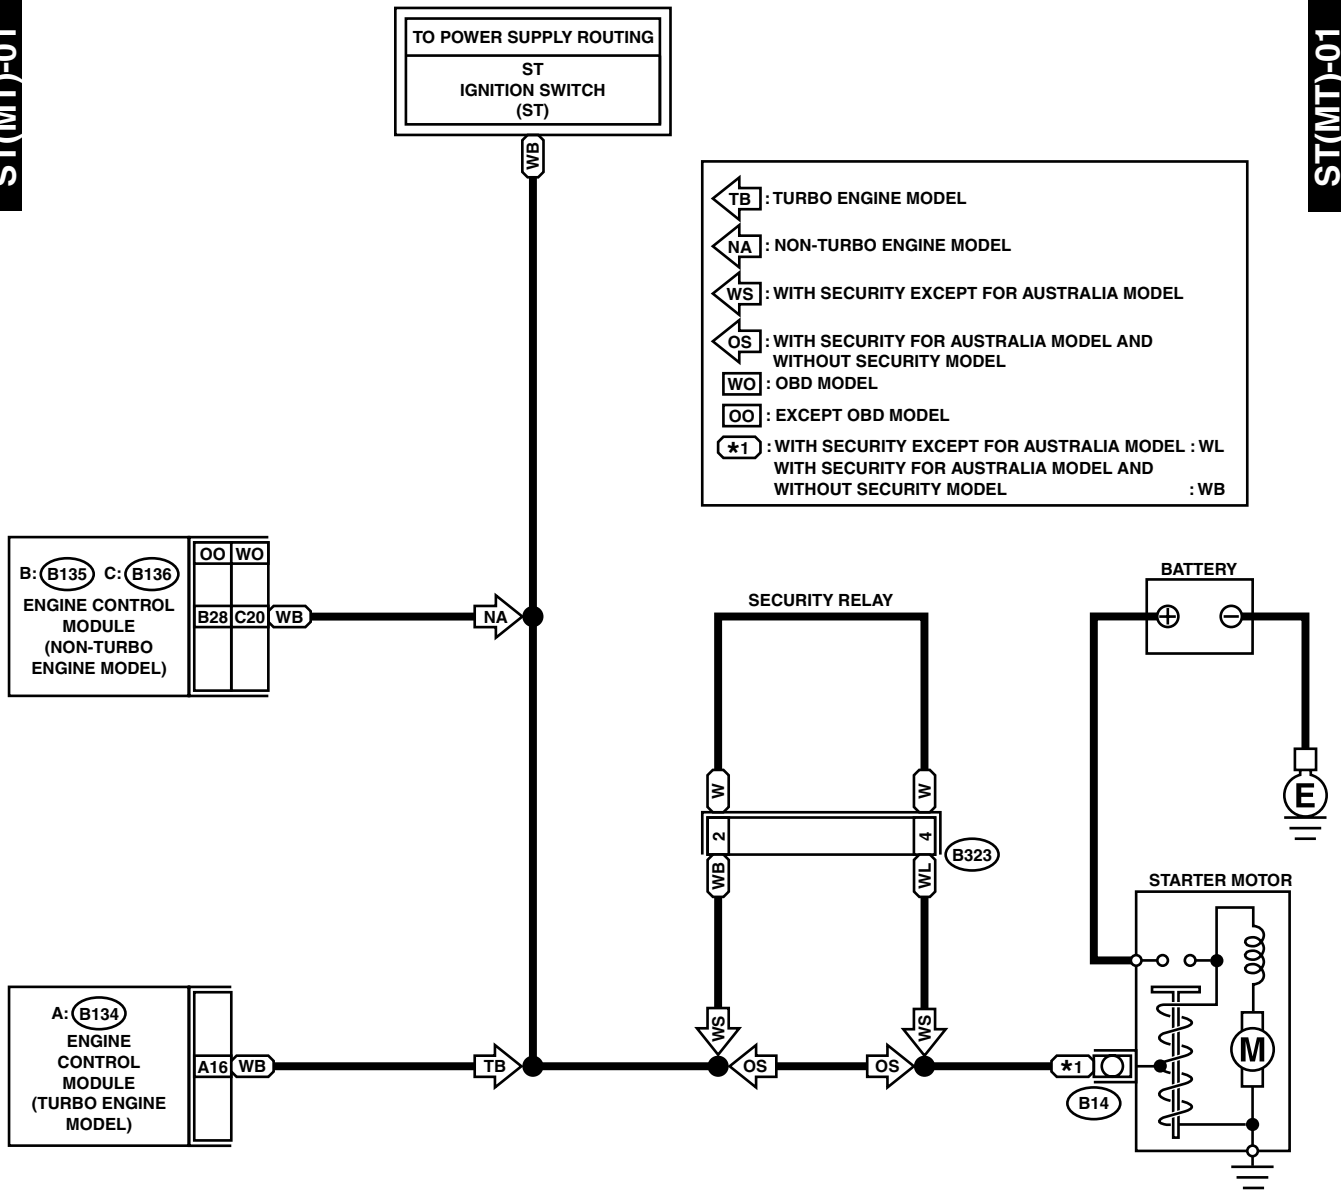 ST(MT)-01
ST(MT)-01
TO POWER SUPPLY ROUTING
ST
IGNITION SWITCH
(ST)
WB
TB : TURBO ENGINE MODEL
NA : NON-TURBO ENGINE MODEL
WS : WITH SECURITY EXCEPT FOR AUSTRALIA MODEL
OS : WITH SECURITY FOR AUSTRALIA MODEL AND
WITHOUT SECURITY MODEL
WO : OBD MODEL
OO : EXCEPT OBD MODEL
*1 : WITH SECURITY EXCEPT FOR AUSTRALIA MODEL : WL
WITH SECURITY FOR AUSTRALIA MODEL AND
WITHOUT SECURITY MODEL : WB
OO WO
B: B135 C: B136
ENGINE CONTROL
MODULE
(NON-TURBO
ENGINE MODEL)
B28 C20 WB
NA
SECURITY RELAY
W W
2 4
B323
WB WL
WS WS
BATTERY
+ −
E
STARTER MOTOR
M
A: B134
ENGINE
CONTROL
MODULE
(TURBO ENGINE
MODEL)
A16 WB
TB
OS OS
*1
B14